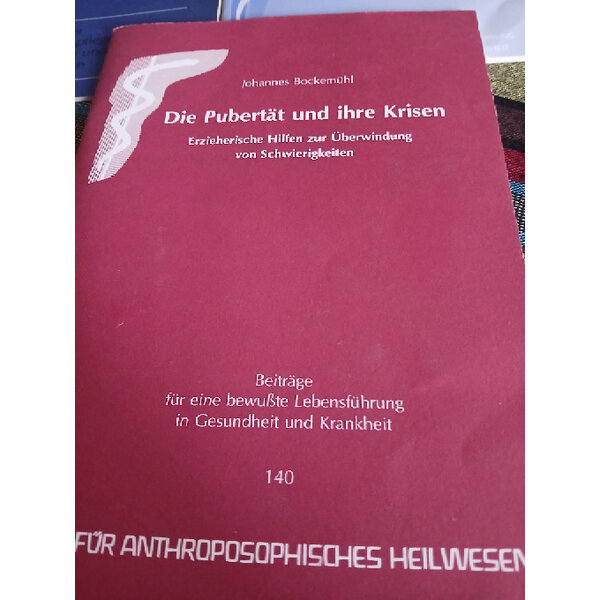 Johannes Bockemühl
Die Pubertät und ihre Krisen
Erzieherische Hilfen zur Überwindung
von Schwierigkeiten
Beiträge
für eine bewußte Lebensführung
in Gesundheit und Krankheit
140
FÜR ANTHROPOSOPHISCHES HEILWESEN